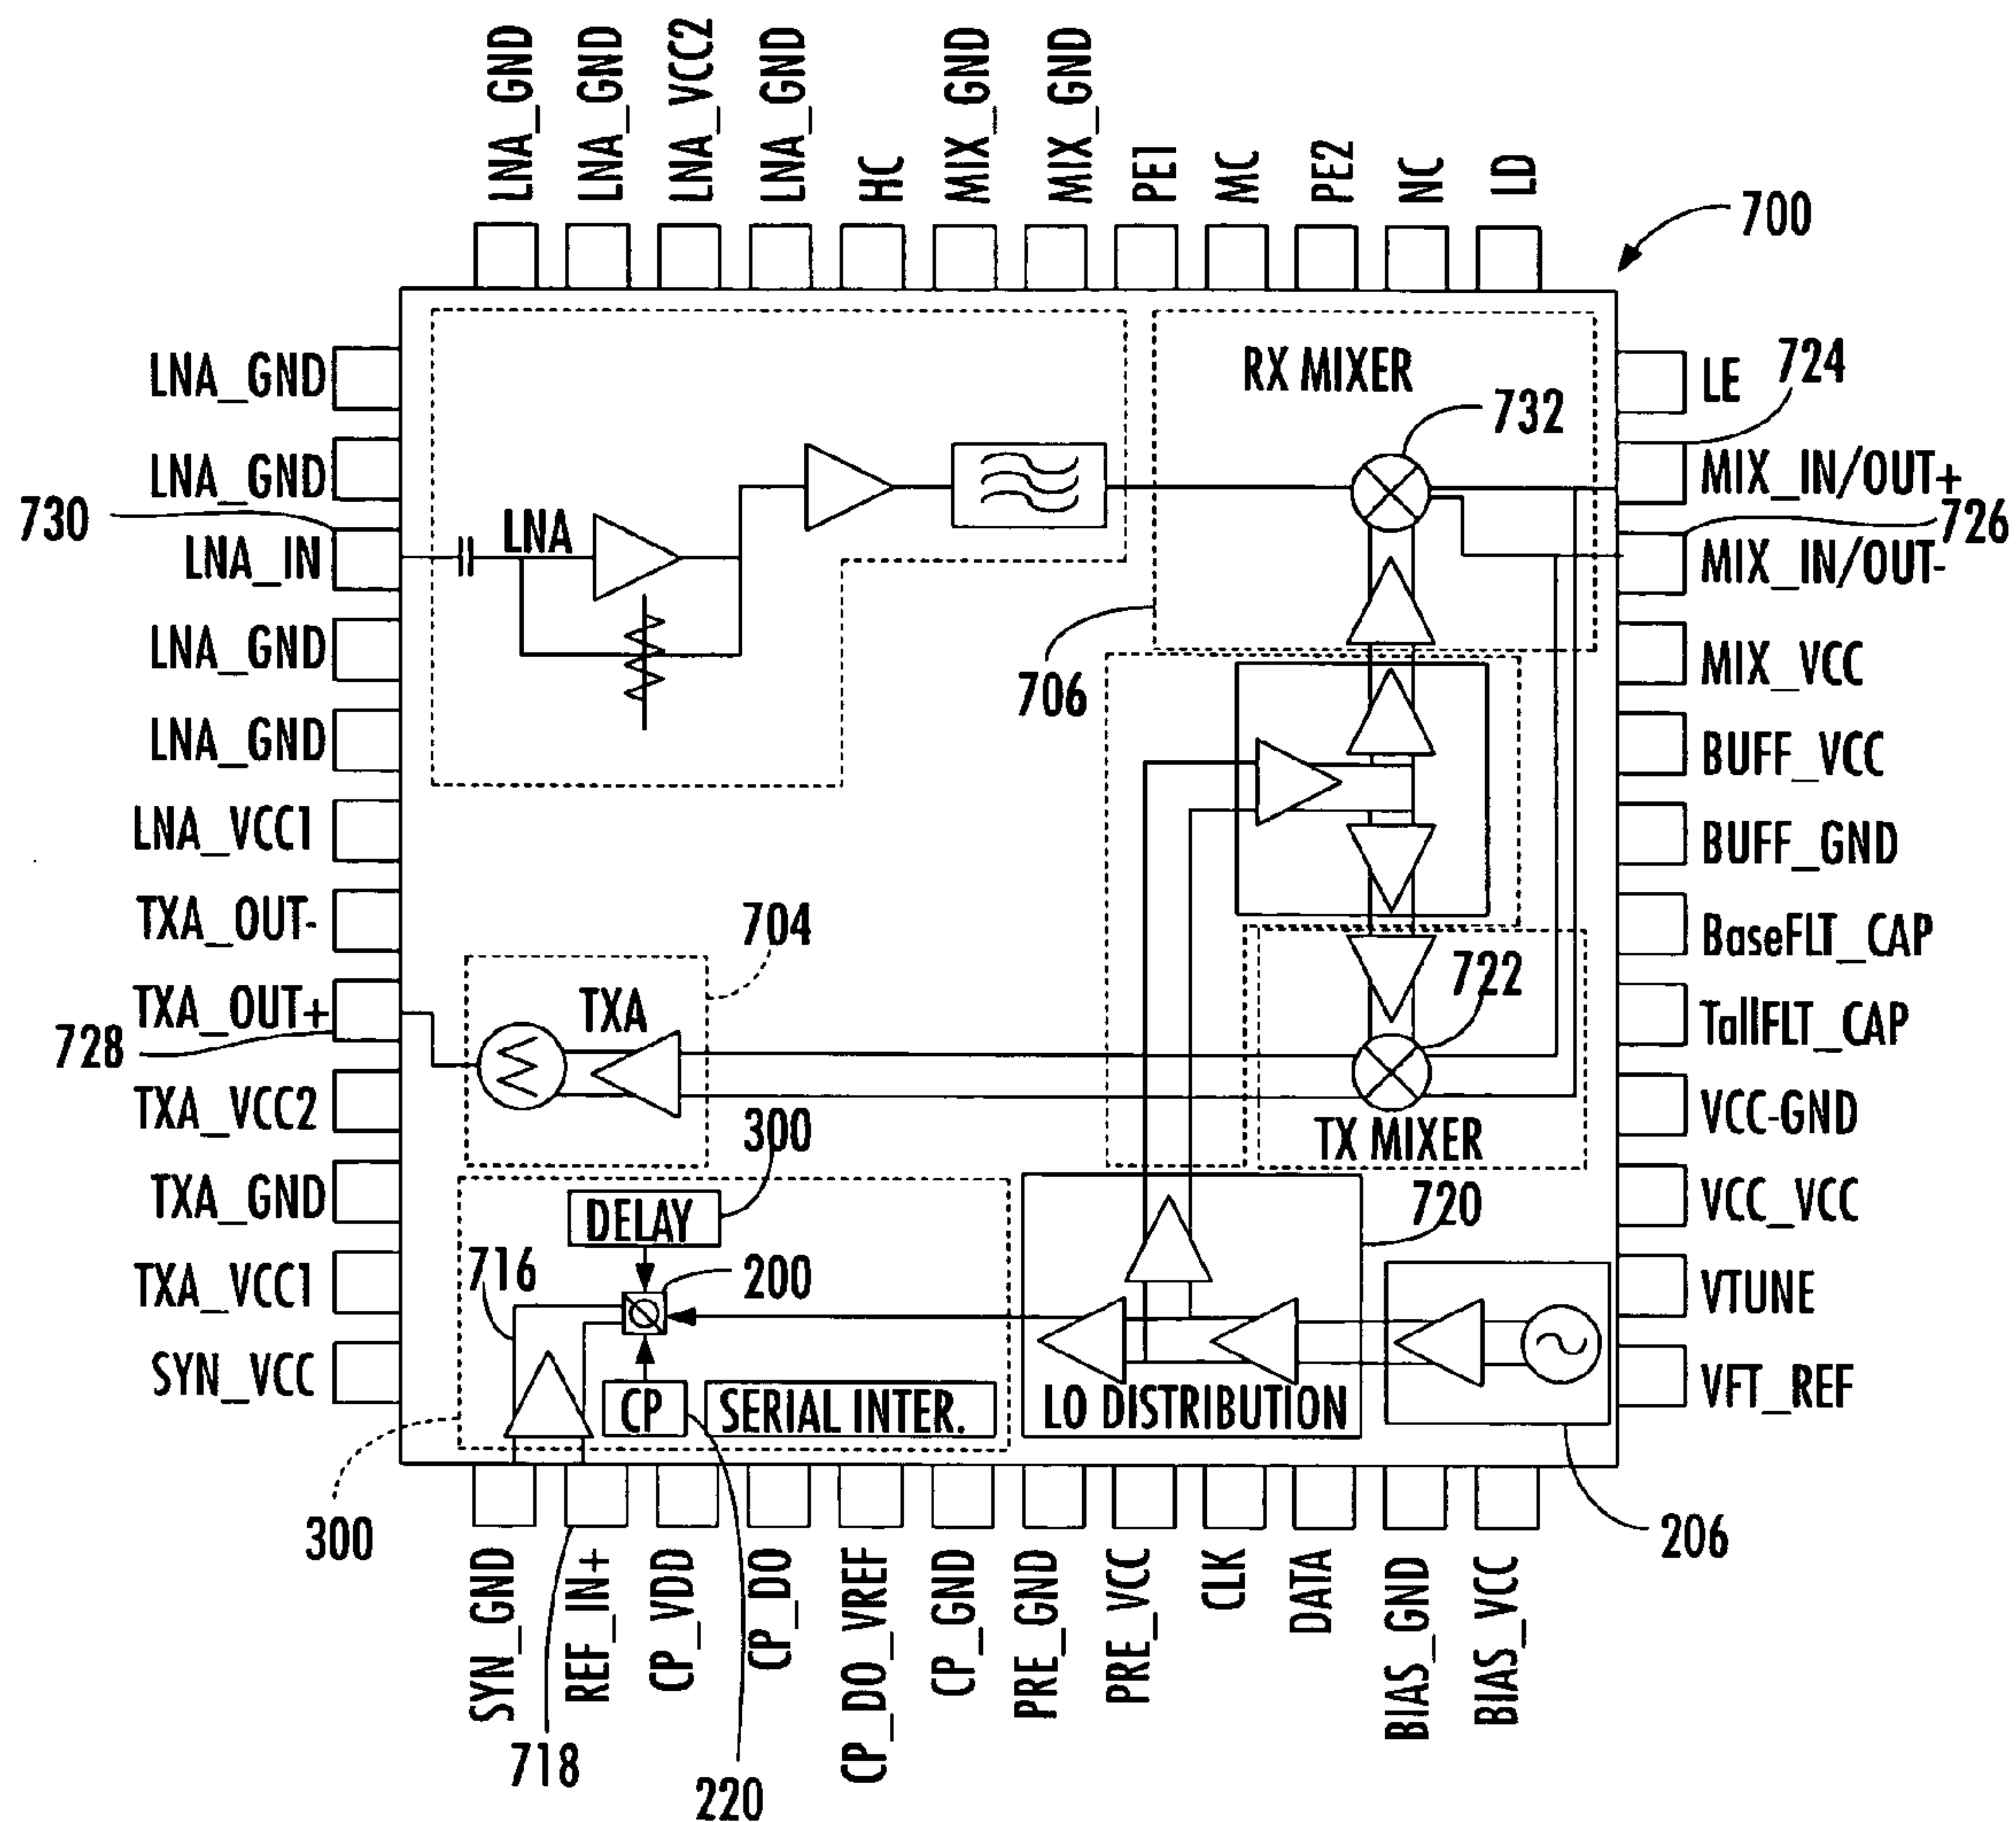 LNA_GND
LNA_GND
LNA_VCC2
LNA_GND
HC
MIX_GND
MIX_GND
PE1
MC
PE2
NC
LD
700
LNA_GND
LNA_GND
730
LNA_IN
LNA_GND
LNA_GND
LNA_VCC1
TXA_OUT-
TXA_OUT+
728
TXA_VCC2
TXA_GND
TXA_VCC1
SYN_VCC
LNA
RX MIXER
732
706
704
TXA
722
TX MIXER
300
DELAY
720
716
200
CP
SERIAL INTER.
LO DISTRIBUTION
LE
724
MIX_IN/OUT+
726
MIX_IN/OUT-
MIX_VCC
BUFF_VCC
BUFF_GND
BaseFLT_CAP
TallFLT_CAP
VCC-GND
VCC_VCC
VTUNE
VFT_REF
300
206
SYN_GND
REF_IN+
CP_VDD
CP_DO
CP_DO_VREF
CP_GND
PRE_GND
PRE_VCC
CLK
DATA
BIAS_GND
BIAS_VCC
718
220